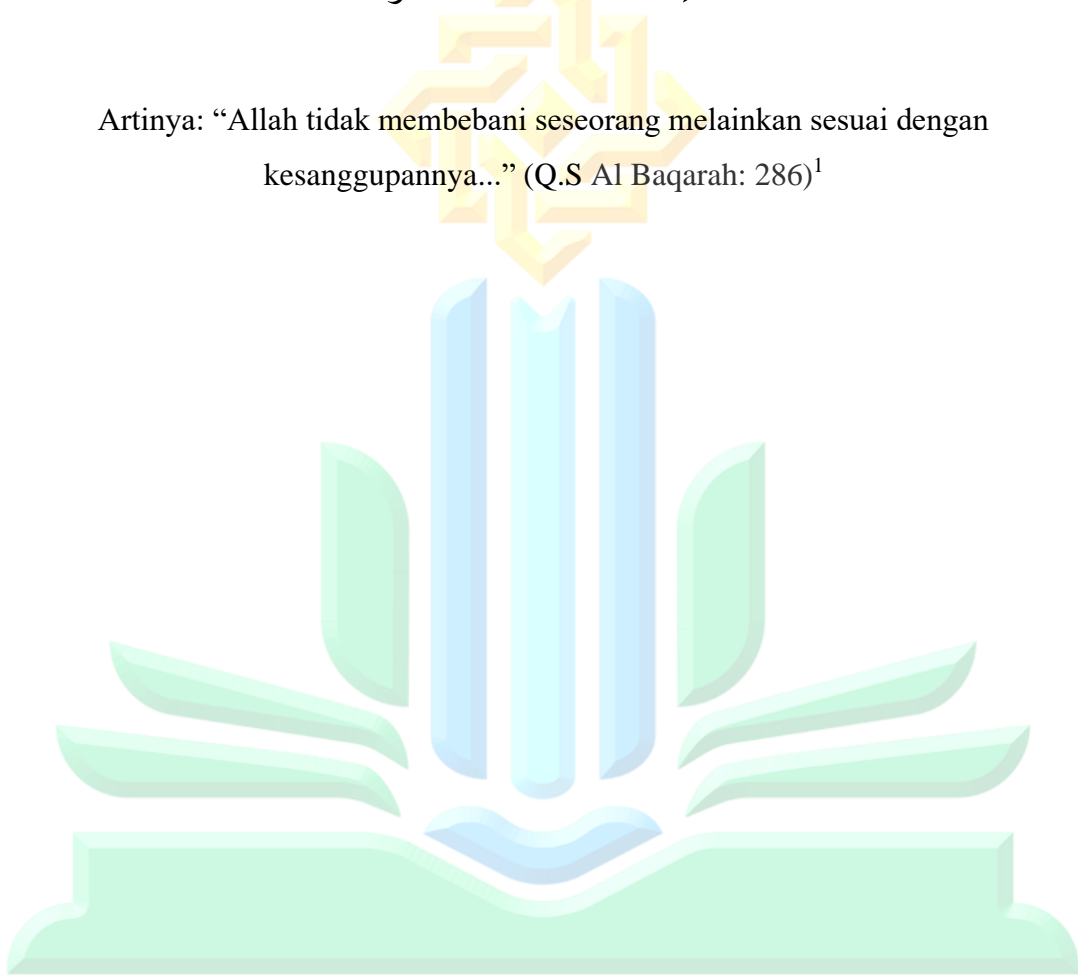 Artinya: “Allah tidak membebani seseorang melainkan sesuai dengan
kesanggupannya...” (Q.S Al Baqarah: 286)1